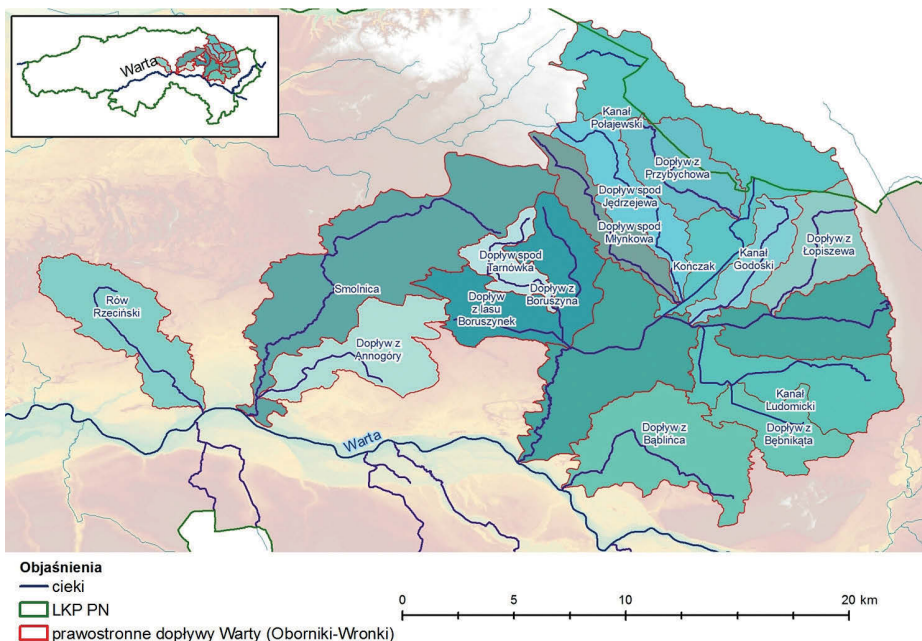 Warta
Kanał
Połajewski
Dopływ z
Przybychowa
Dopływ spod
Jędrzejewa
Dopływ spod
Młynkowa
Kończak
Kanał
Godoski
Dopływ z
Łopiszewa
Dopływ spod
Tarnówka
Dopływ z
Boruszyna
Dopływ
z lasu
Boruszynek
Smolnica
Rów
Rzeciński
Dopływ z
Annogóry
Kanał
Ludomicki
Dopływ z
Bębnikąta
Dopływ z
Bąblińca
Warta
Objaśnienia
cieki
LKP PN
prawostronne dopływy Warty (Oborniki-Wronki)
0 5 10 20 km